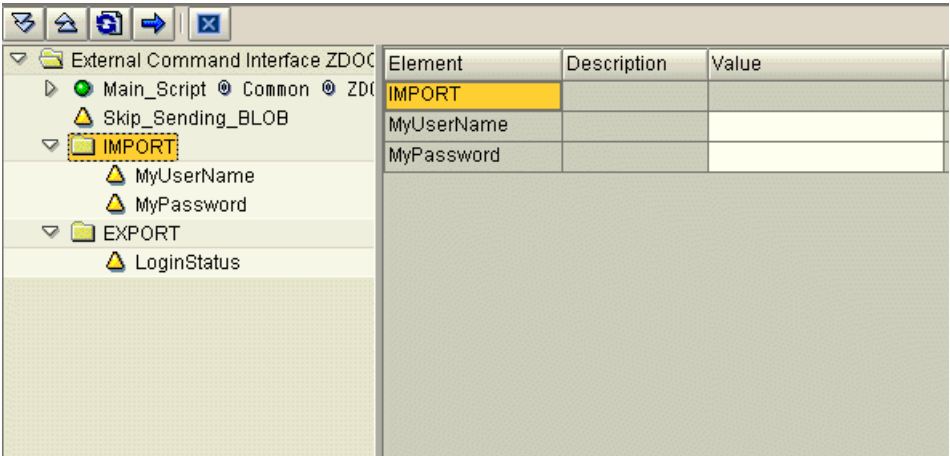 External Command Interface ZDOC
Main_Script Common ZD
Skip_Sending_BLOB
IMPORT
MyUserName
MyPassword
EXPORT
LoginStatus
Element Description Value
IMPORT
MyUserName
MyPassword